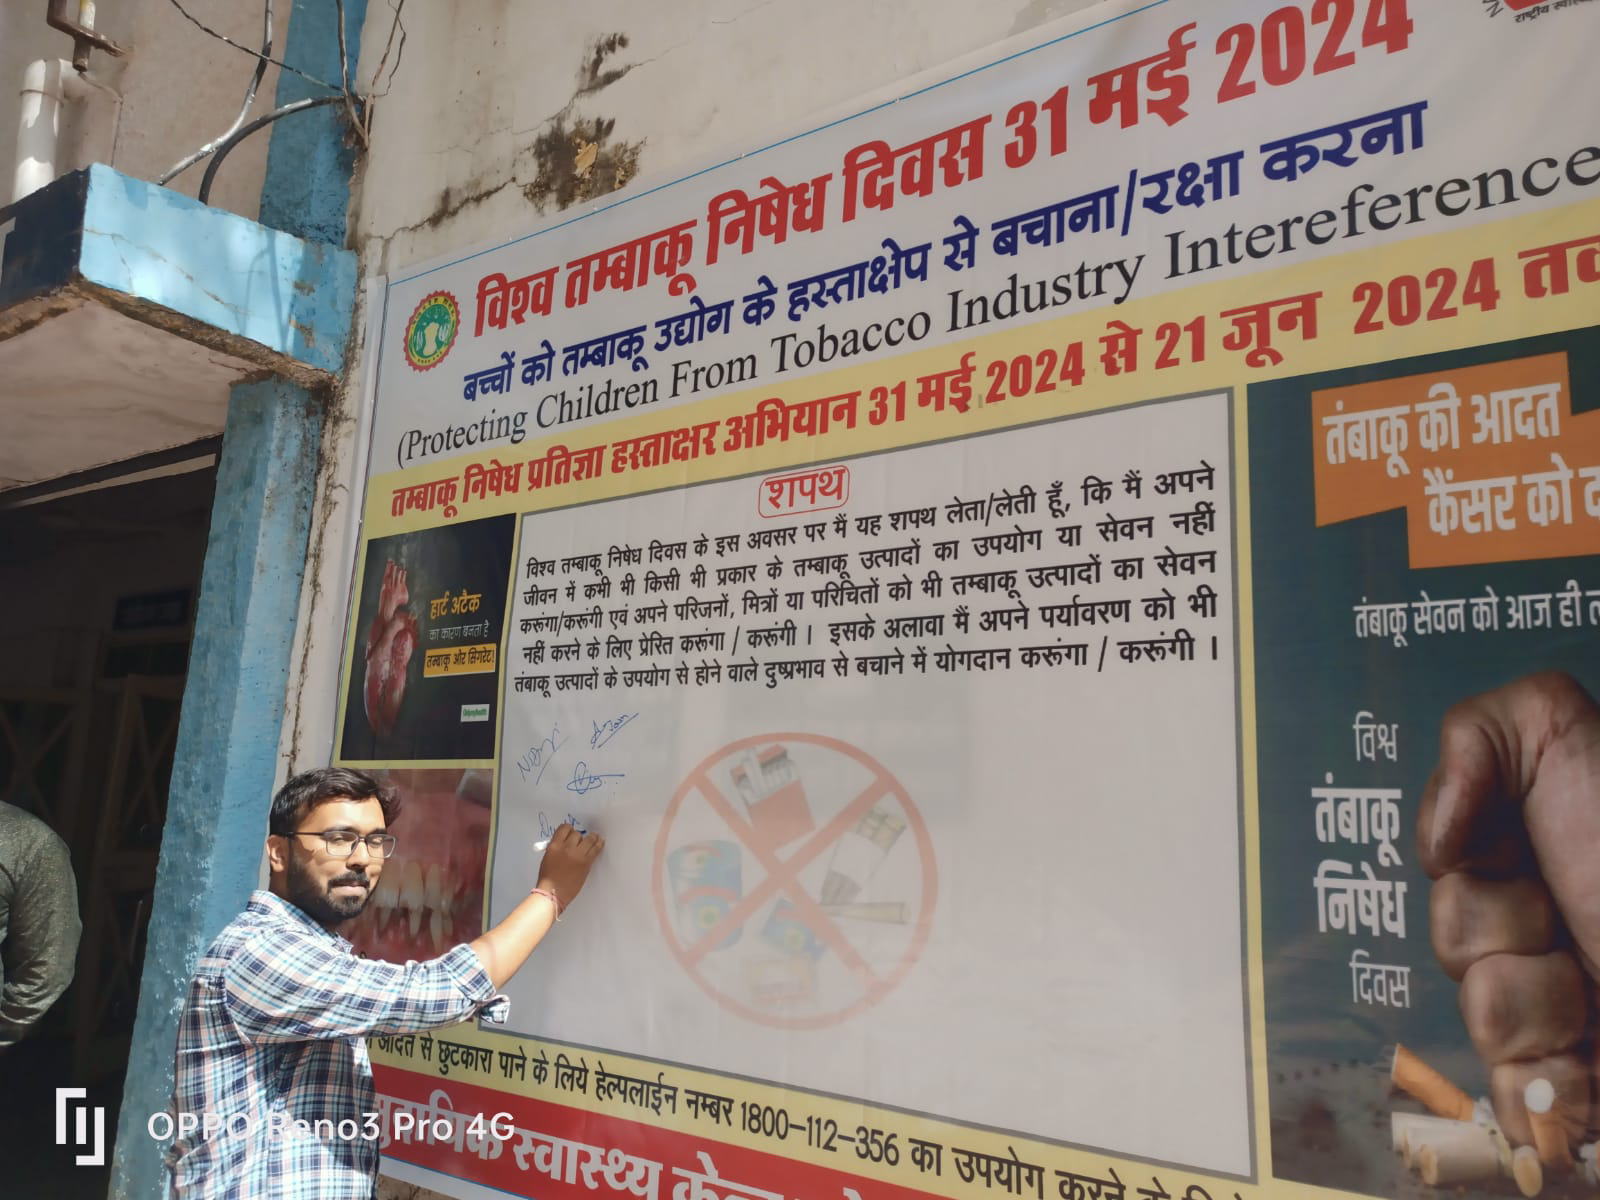 विश्व तम्बाकू निषेध दिवस 31 मई 2024
बच्चों को तम्बाकू उद्योग के हस्ताक्षेप से बचाना/रक्षा करना
(Protecting Children From Tobacco Industry Intereference
तम्बाकू निषेध प्रतिज्ञा हस्ताक्षर अभियान 31 मई 2024 से 21 जून 2024
शपथ
विश्व तम्बाकू निषेध दिवस के इस अवसर पर मैं यह शपथ लेता/लेती हूँ, कि मैं अपने
जीवन में कभी भी किसी भी प्रकार के तम्बाकू उत्पादों का उपयोग या सेवन नहीं
करूंगा/करूंगी एवं अपने परिजनों, मित्रों या परिचितों को भी तम्बाकू उत्पादों का सेवन
नहीं करने के लिए प्रेरित करूंगा / करूंगी । इसके अलावा मैं अपने पर्यावरण को भी
तंबाकू उत्पादों के उपयोग से होने वाले दुष्प्रभाव से बचाने में योगदान करूंगा / करूंगी ।
हार्ट अटैक
का कारण बनता है
तम्बाकू और सिगरेट!
Onlymyhealth
तंबाकू की आदत
कैंसर को
तंबाकू सेवन को आज ही
विश्व
तंबाकू
निषेध
दिवस
आदत से छुटकारा पाने के लिये हेल्पलाईन नम्बर 1800-112-356 का उपयोग करने के
स्वास्थ्य
राष्ट्रीय
OPPO Reno3 Pro 4G